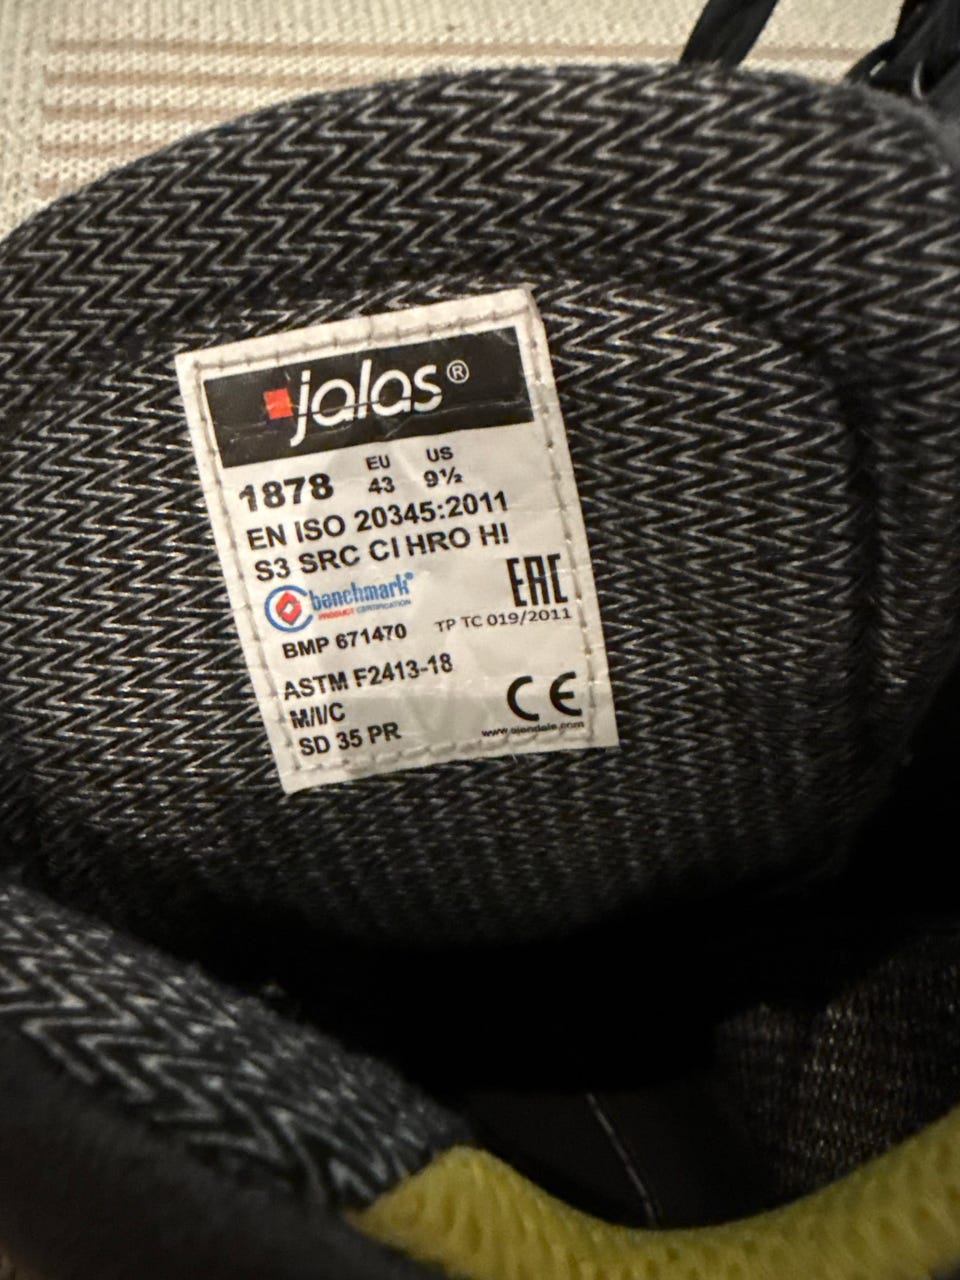 jalas®
EU US
1878 43 9½
EN ISO 20345:2011
S3 SRC CI HRO HI
benchmark®
PRODUCT CERTIFICATION
EAC
BMP 671470 TP TC 019/2011
ASTM F2413-18
M/I/C
SD 35 PR
CE
www.ejendals.com